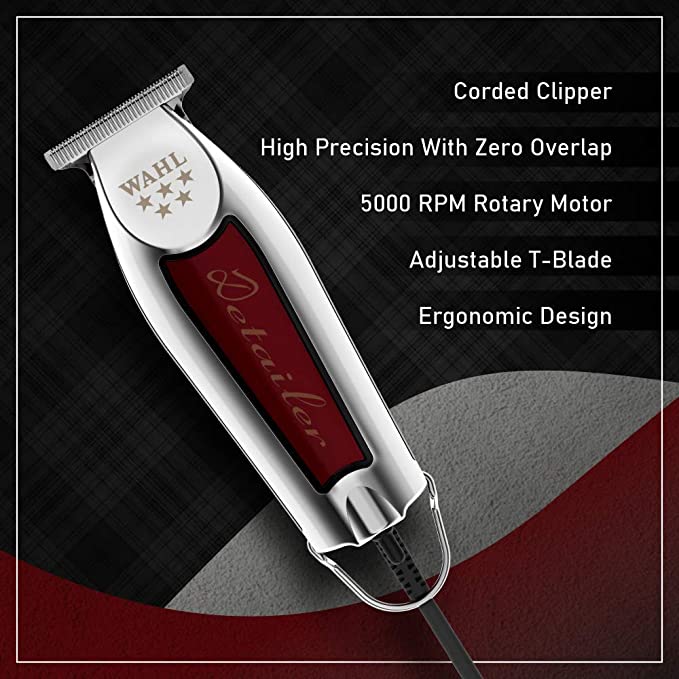 Corded Clipper
High Precision With Zero Overlap
5000 RPM Rotary Motor
Adjustable T-Blade
Ergonomic Design
WAHL
Detailer